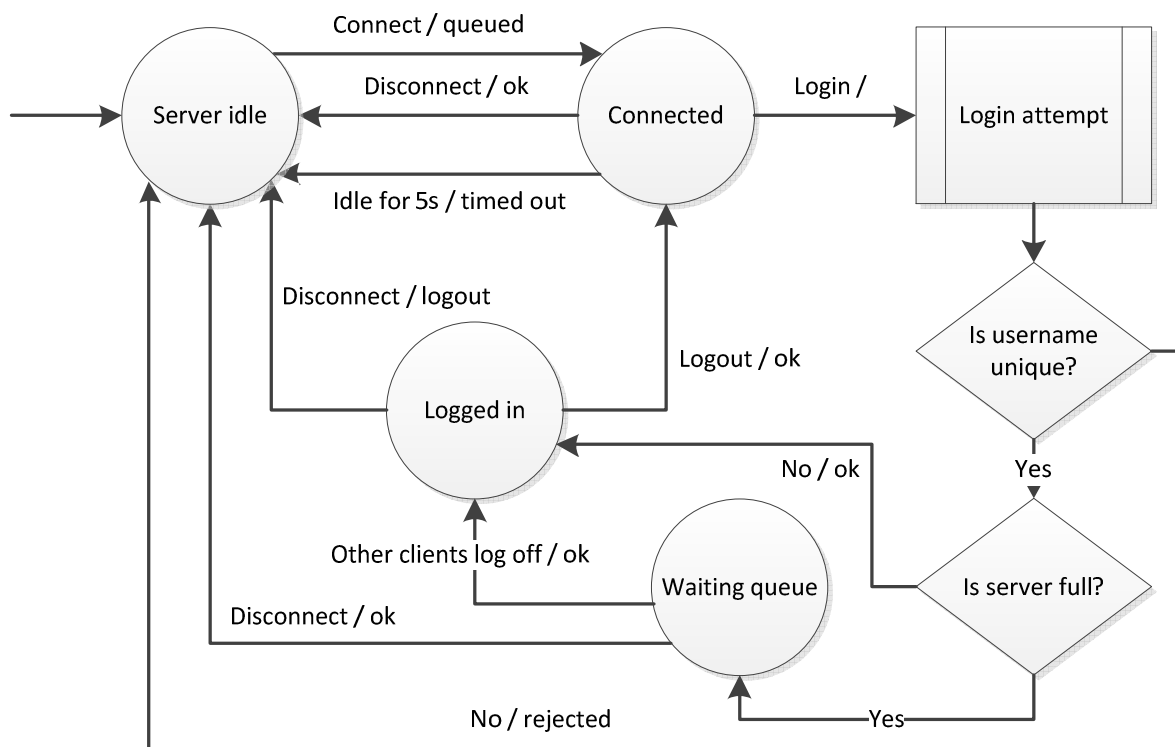 Connect / queued
Disconnect / ok
Login /
Server idle
Connected
Login attempt
Idle for 5s / timed out
Disconnect / logout
Is username
unique?
Logout / ok
Logged in
No / ok
Yes
Other clients log off / ok
Waiting queue
Is server full?
Disconnect / ok
No / rejected
Yes